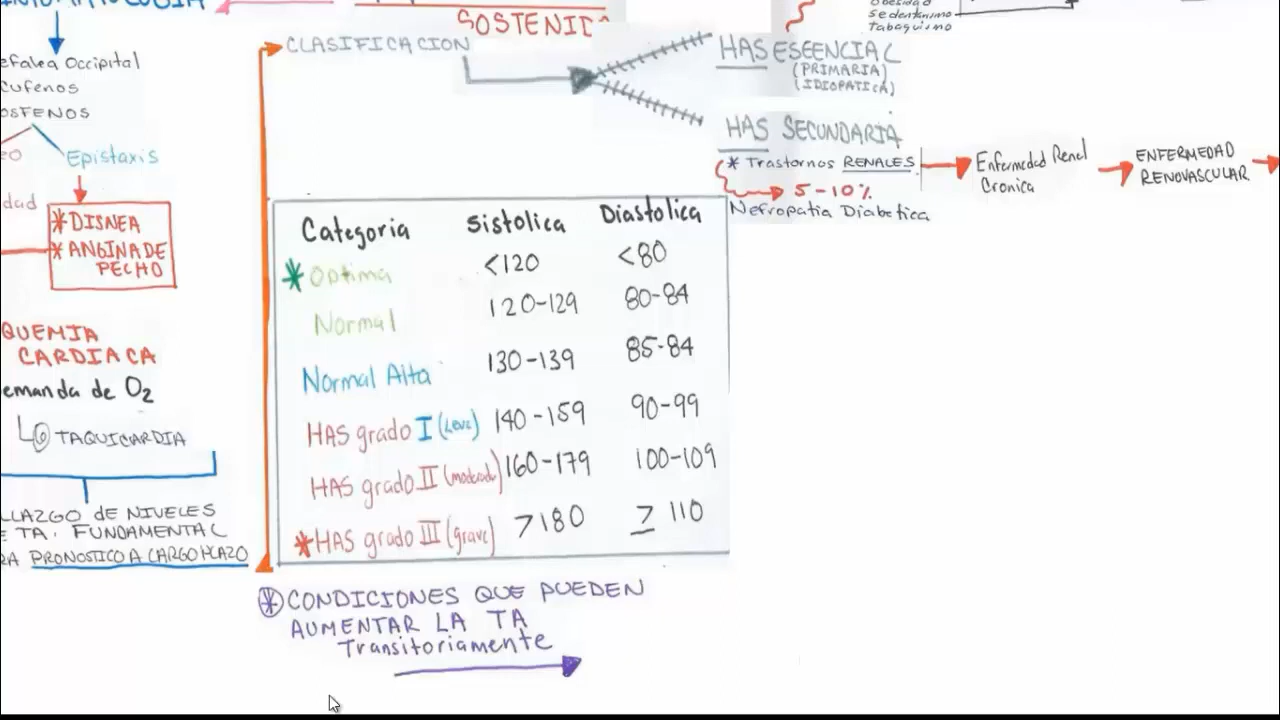 SOSTENID
obesidad
sedentarismo
tabaquismo
CLASIFICACION
HAS ESEENCIAL
(PRIMARIA)
(IDIOPATICA)
HAS SECUNDARIA
* Trastornos RENALES
5-10%
Nefropatia Diabetica
Enfermedad Renal
Cronica
ENFERMEDAD
RENOVASCULAR
efalea Occipital
cufenos
OSFENOS
eo
Epistaxis
dad
* DISNEA
* ANGINA DE
PECHO
QUEMIA
CARDIACA
emanda de O2
TAQUICARDIA
LLAZGO DE NIVELES
E TA. FUNDAMENTAL
RA PRONOSTICO A CARGO PLAZO
Categoria Sistolica Diastolica
* Optima <120 <80
Normal 120-129 80-84
Normal Alta 130-139 85-84
HAS grado I (Leve) 140-159 90-99
HAS grado II (moderado) 160-179 100-109
* HAS grado III (grave) >180 ≥ 110
* CONDICIONES QUE PUEDEN
AUMENTAR LA TA
Transitoriamente